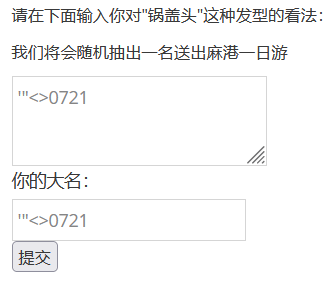 请在下面输入你对"锅盖头"这种发型的看法：
我们将会随机抽出一名送出麻港一日游
'"<>0721
你的大名：
'"<>0721
提交